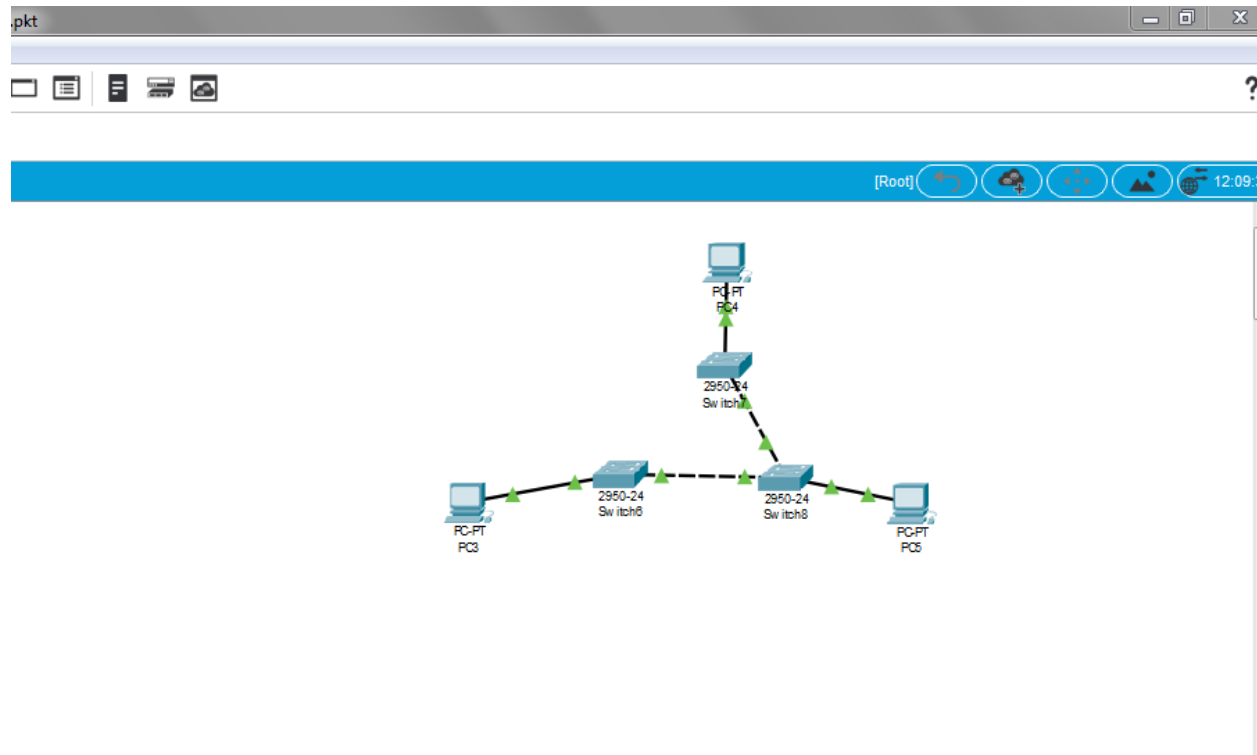 .pkt
?
[Root]
12:09:
PC-PT
PC4
2950-24
Switch7
2950-24
Switch6
2950-24
Switch8
PC-PT
PC3
PC-PT
PC5